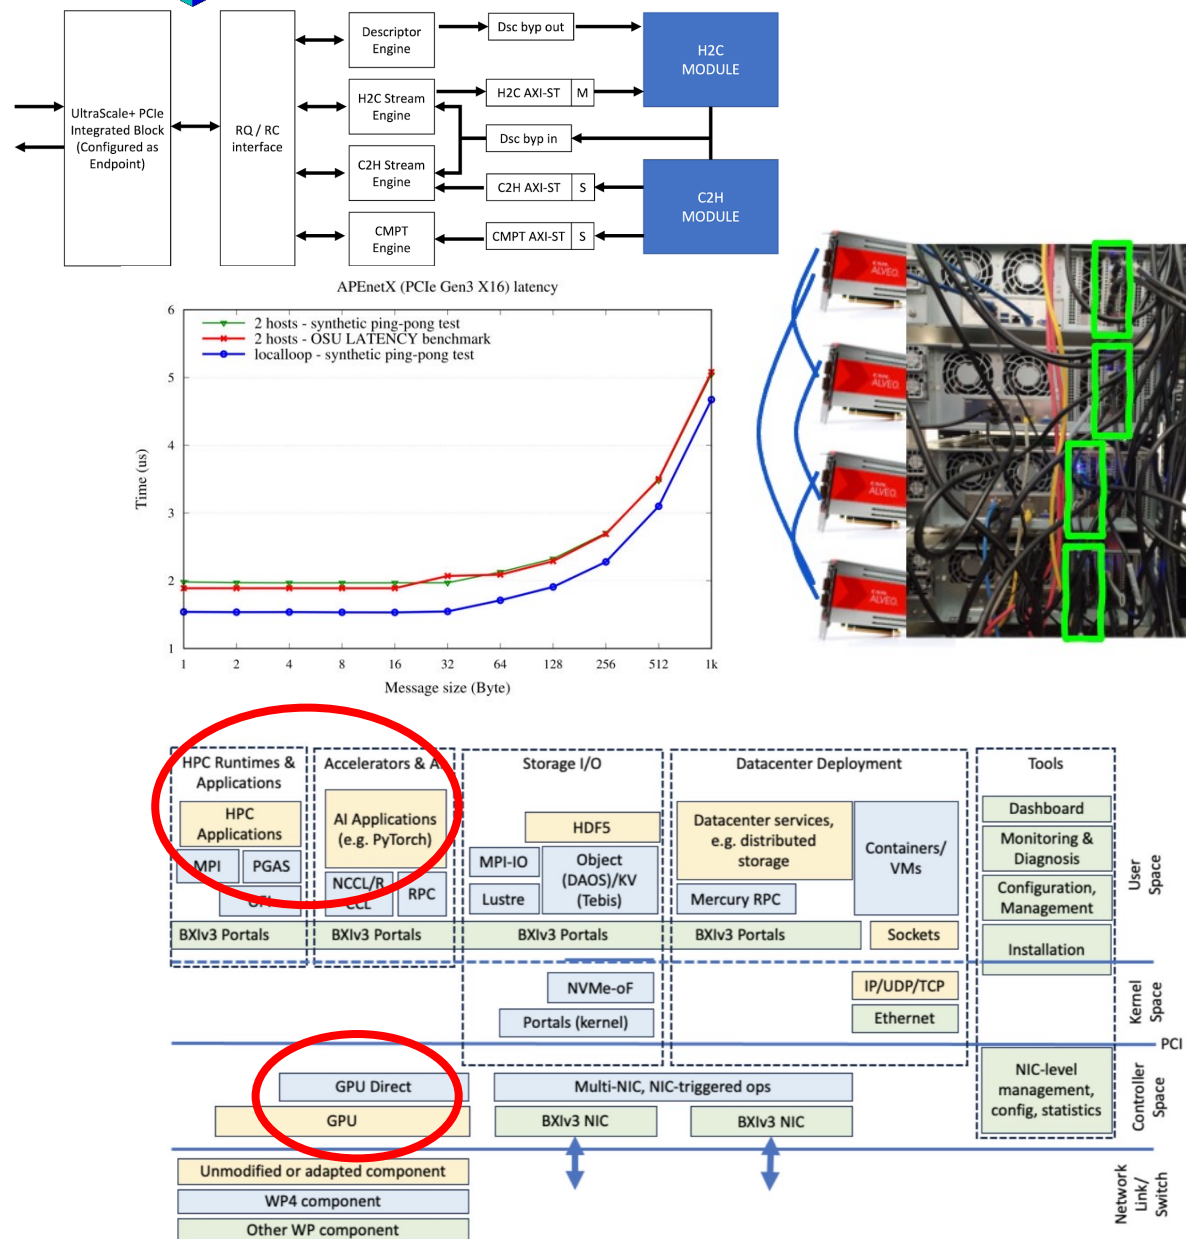 Descriptor
Engine
Dsc byp out
H2C
MODULE
UltraScale+ PCIe
Integrated Block
(Configured as
Endpoint)
RQ / RC
interface
H2C Stream
Engine
H2C AXI-ST
M
Dsc byp in
C2H Stream
Engine
C2H AXI-ST
S
C2H
MODULE
CMPT
Engine
CMPT AXI-ST
S
APEnetX (PCIe Gen3 X16) latency
2 hosts - synthetic ping-pong test
2 hosts - OSU LATENCY benchmark
localloop - synthetic ping-pong test
6
5
4
3
2
1
Time (us)
1 2 4 8 16 32 64 128 256 512 1k
Message size (Byte)
ALVEO.
ALVEO.
ALVEO.
ALVEO.
HPC Runtimes &
Applications
HPC
Applications
MPI
PGAS
BXIv3 Portals
Accelerators &
AI Applications
(e.g. PyTorch)
NCCL/R
CCL
RPC
BXIv3 Portals
Storage I/O
HDF5
MPI-IO
Object
(DAOS)/KV
(Tebis)
Lustre
BXIv3 Portals
NVMe-oF
Portals (kernel)
Datacenter Deployment
Datacenter services,
e.g. distributed
storage
Containers/
VMs
Mercury RPC
BXIv3 Portals
Sockets
IP/UDP/TCP
Ethernet
Tools
Dashboard
Monitoring &
Diagnosis
Configuration,
Management
Installation
User
Space
Kernel
Space
PCI
GPU Direct
GPU
Multi-NIC, NIC-triggered ops
BXIv3 NIC
BXIv3 NIC
NIC-level
management,
config, statistics
Controller
Space
Unmodified or adapted component
WP4 component
Other WP component
Network
Link/
Switch